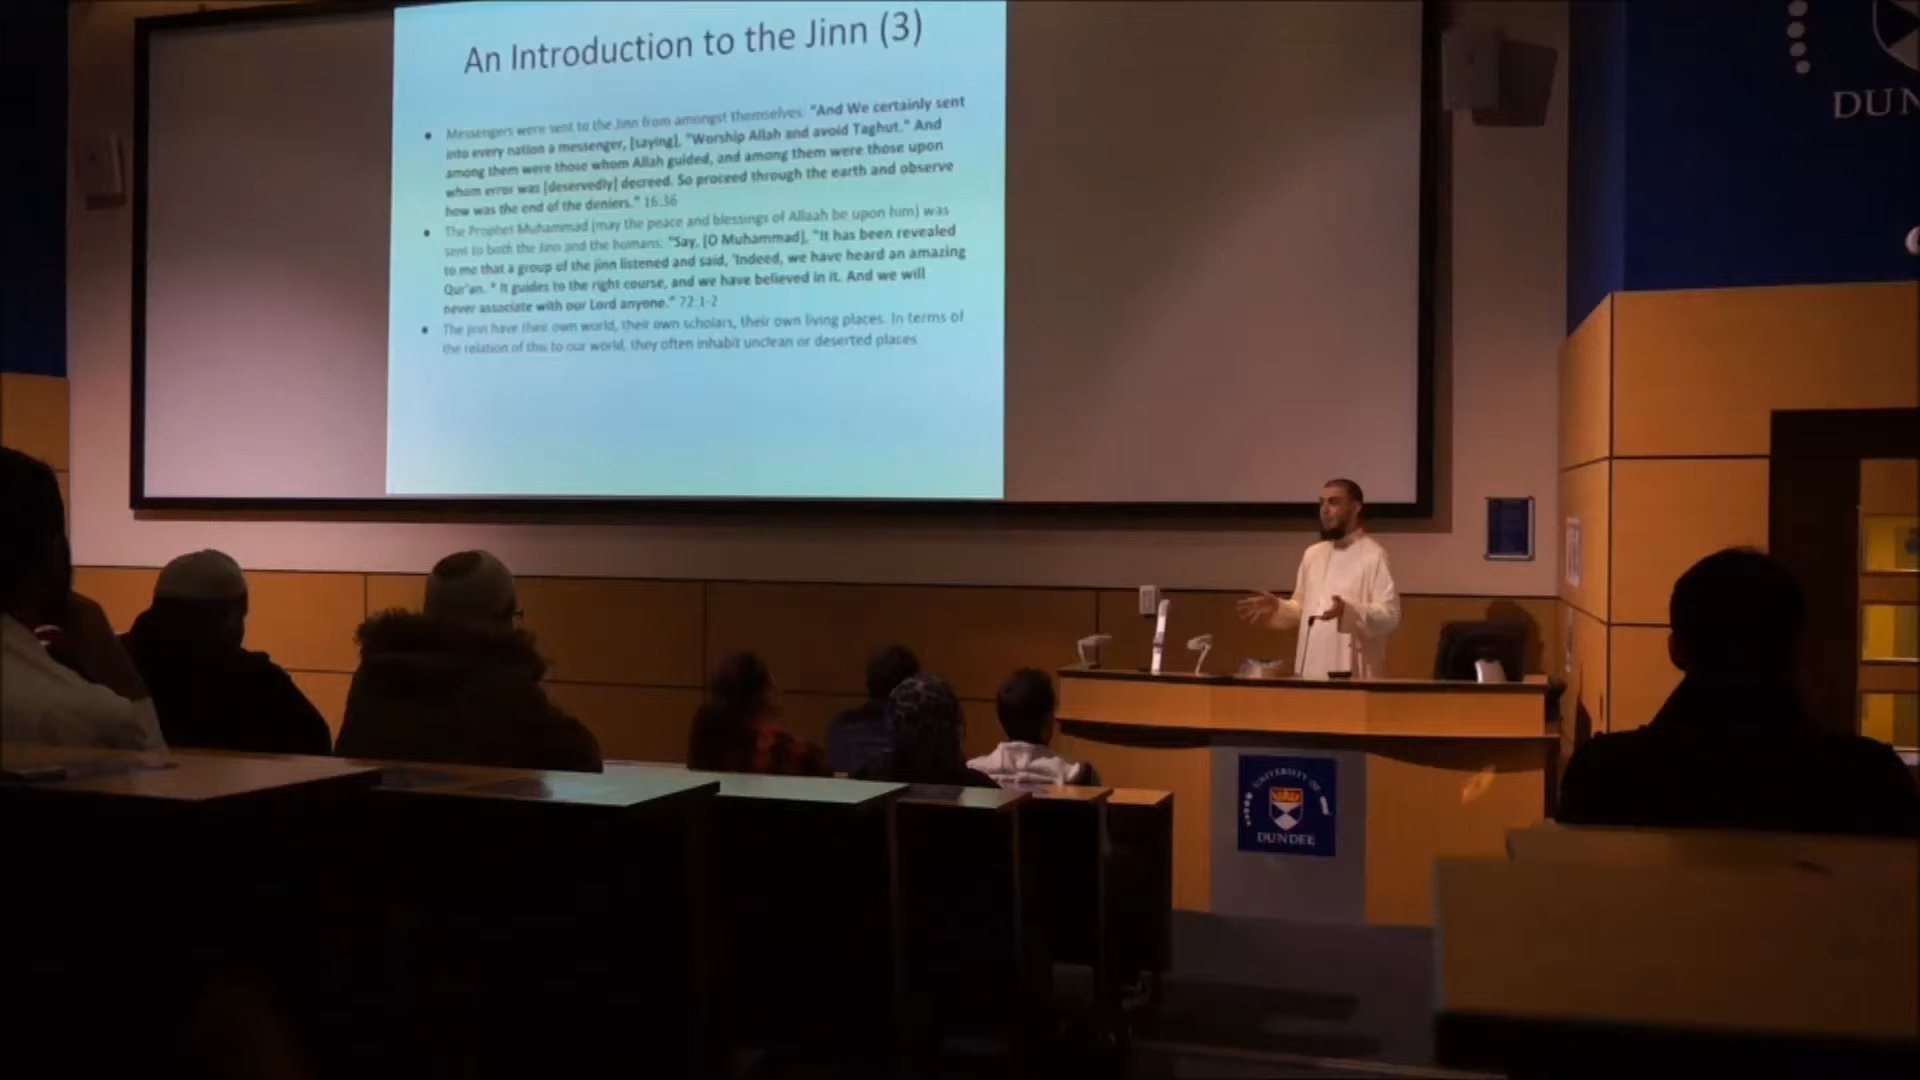 An Introduction to the Jinn (3)
• Messengers were sent to the Jinn from amongst themselves: "And We certainly sent
into every nation a messenger, [saying], "Worship Allah and avoid Taghut." And
among them were those whom Allah guided, and among them were those upon
whom error was [deservedly] decreed. So proceed through the earth and observe
how was the end of the deniers." 16:36
• The Prophet Muhammad (may the peace and blessings of Allaah be upon him) was
sent to both the Jinn and the humans: "Say, [O Muhammad], "It has been revealed
to me that a group of the jinn listened and said, 'Indeed, we have heard an amazing
Qur'an. * It guides to the right course, and we have believed in it. And we will
never associate with our Lord anyone." 72:1-2
• The jinn have their own world, their own scholars, their own living places. In terms of
the relation of this to our world, they often inhabit unclean or deserted places
DUN
UNIVERSITY OF
DUNDEE